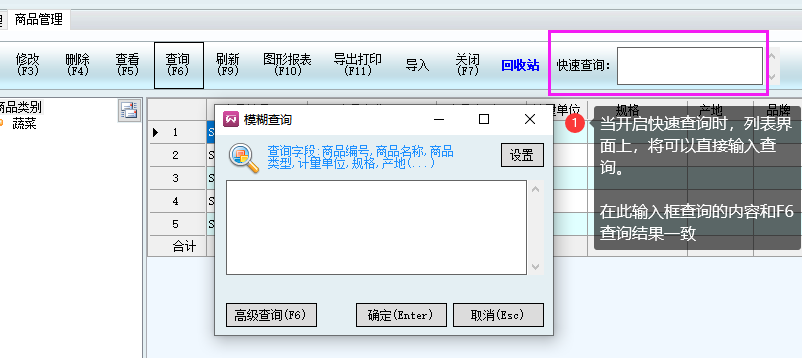 商品管理
修改
(F3)
删除
(F4)
查看
(F5)
查询
(F6)
刷新
(F9)
图形报表
(F10)
导出打印
(F11)
导入
关闭
(F7)
回收站
快速查询:
商品类别
蔬菜
单位
规格
产地
品牌
1
2
3
4
5
合计
模糊查询
查询字段:商品编号,商品名称,商品
类型,计量单位,规格,产地(...)
设置
高级查询(F6)
确定(Enter)
取消(Esc)
1
当开启快速查询时，列表界
面上，将可以直接输入查
询。
在此输入框查询的内容和F6
查询结果一致